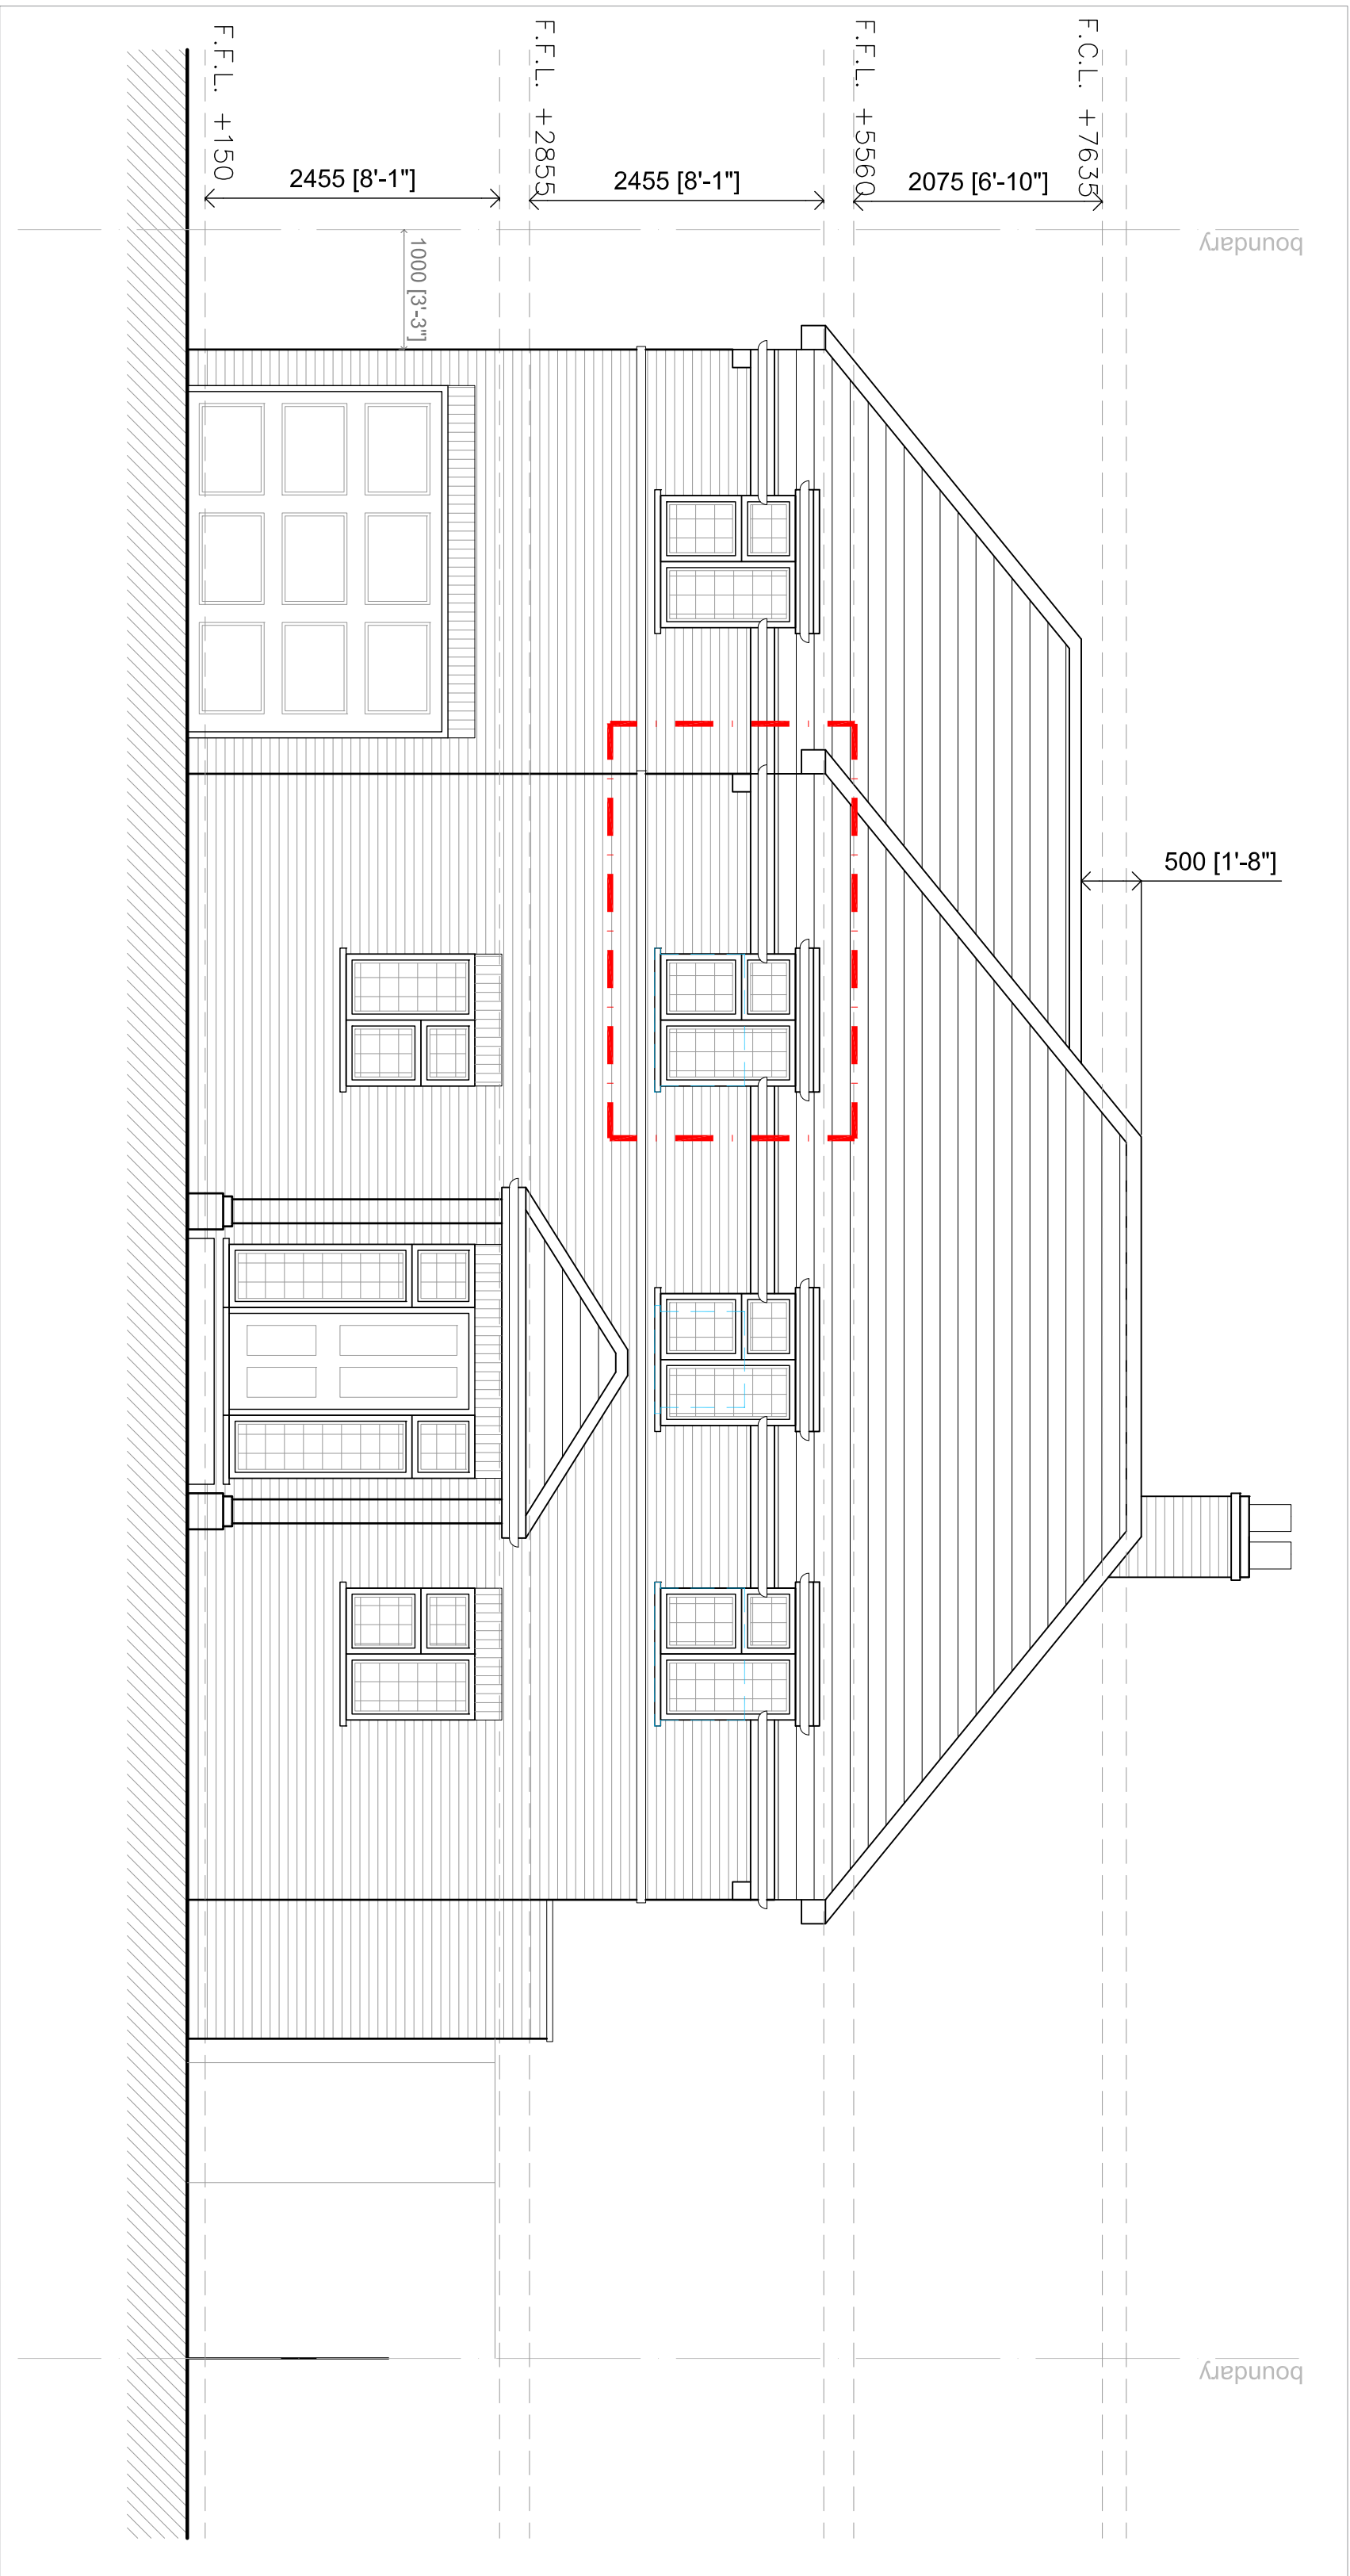 F.C.L. +7635
F.F.L. +5560
F.F.L. +2855
F.F.L. +150
2075 [6'-10"]
2455 [8'-1"]
2455 [8'-1"]
1000 [3'-3"]
500 [1'-8"]
boundary
boundary